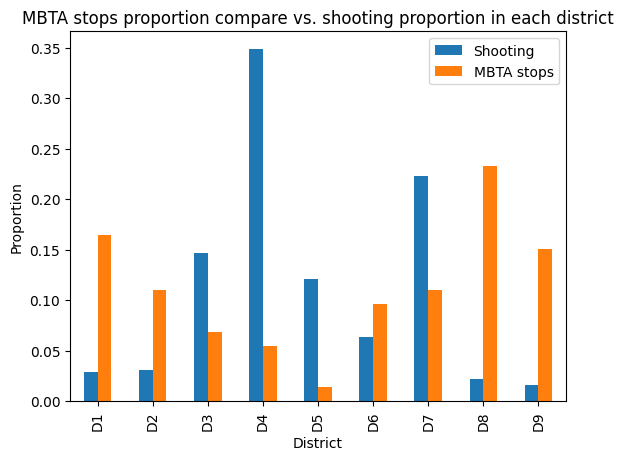 MBTA stops proportion compare vs. shooting proportion in each district
Shooting
MBTA stops
Proportion
0.35
0.30
0.25
0.20
0.15
0.10
0.05
0.00
D1 D2 D3 D4 D5 D6 D7 D8 D9
District